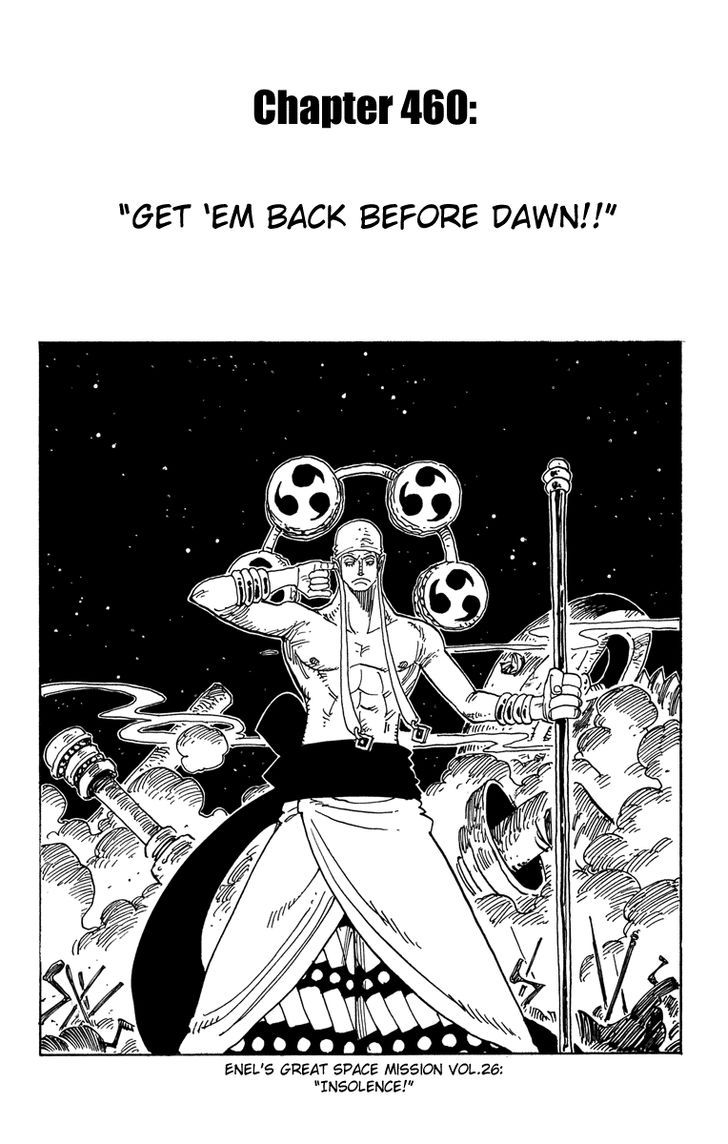 Chapter 460:
"GET 'EM BACK BEFORE DAWN!!"
ENEL'S GREAT SPACE MISSION VOL.26:
"INSOLENCE!"